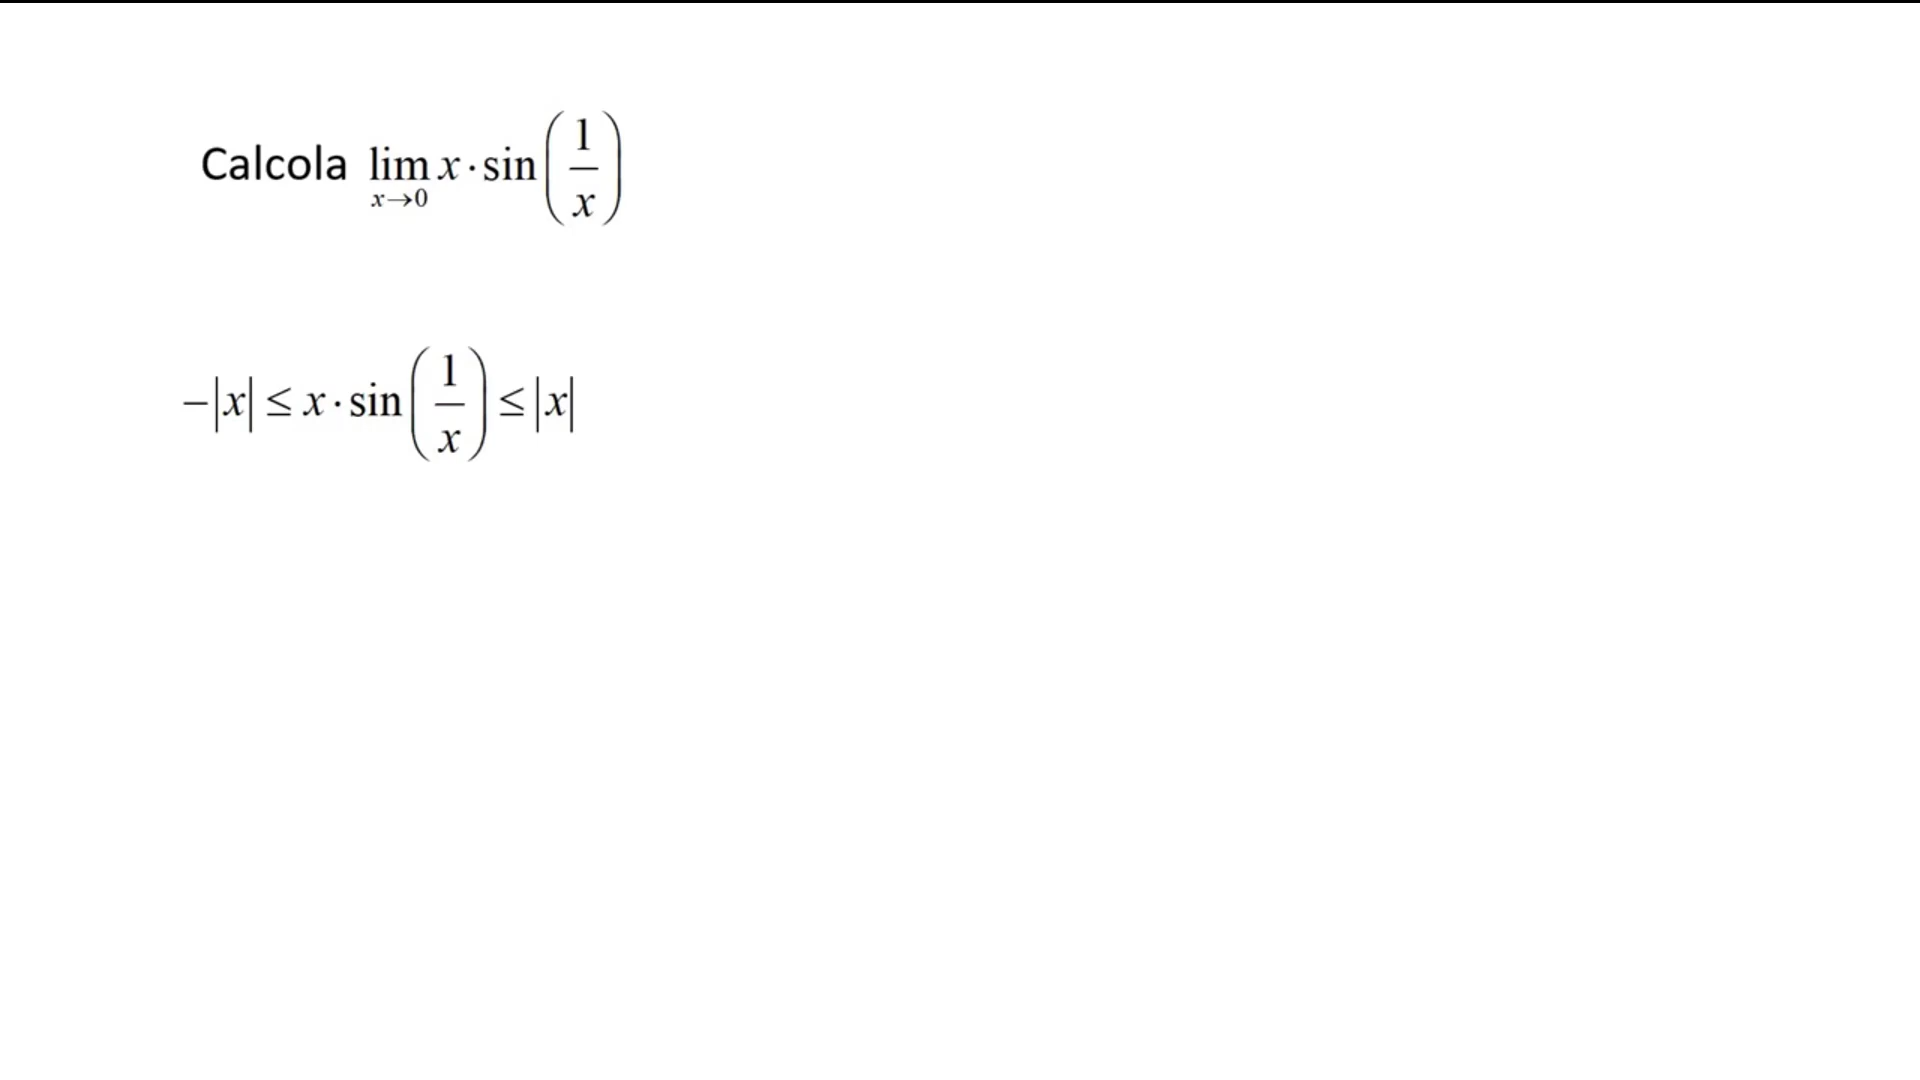 Calcola lim x→0 x · sin(1/x)
−|x| ≤ x · sin(1/x) ≤ |x|